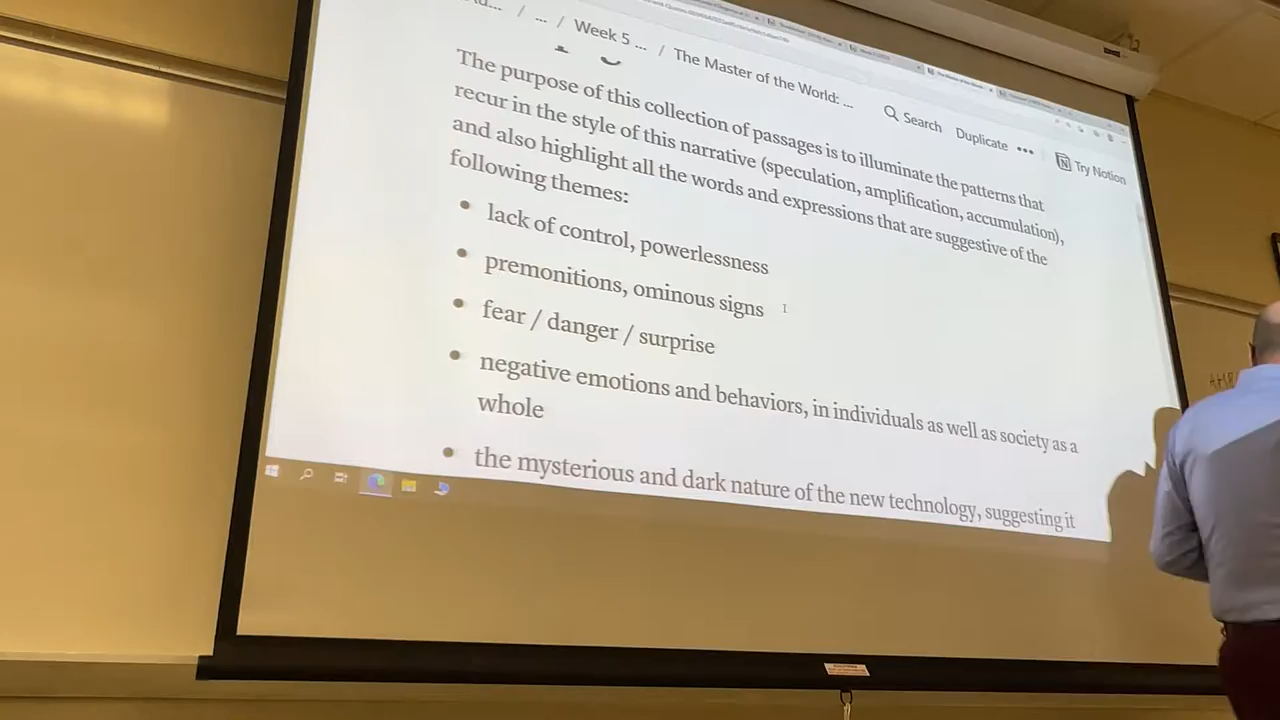 / ... / Week 5 ... / The Master of the World: ...
Search Duplicate ••• Try Notion
The purpose of this collection of passages is to illuminate the patterns that
recur in the style of this narrative (speculation, amplification, accumulation),
and also highlight all the words and expressions that are suggestive of the
following themes:
• lack of control, powerlessness
• premonitions, ominous signs
• fear / danger / surprise
• negative emotions and behaviors, in individuals as well as society as a
whole
• the mysterious and dark nature of the new technology, suggesting it